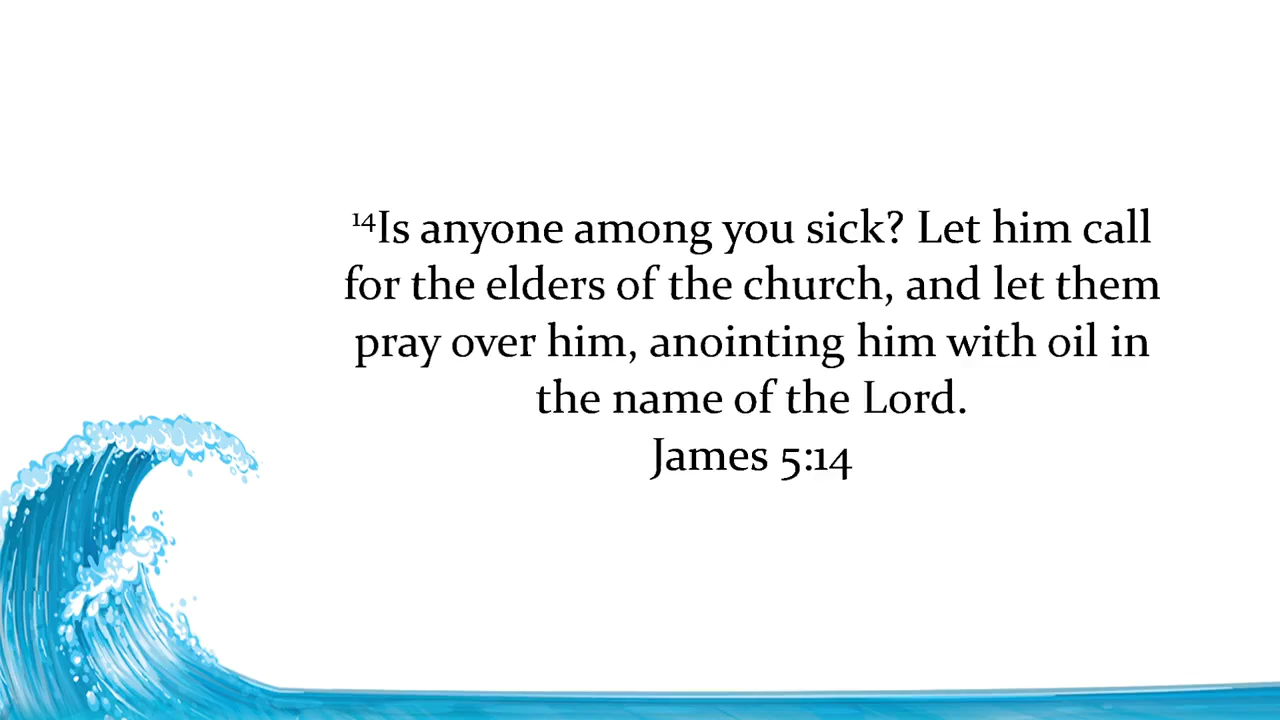 14Is anyone among you sick? Let him call
for the elders of the church, and let them
pray over him, anointing him with oil in
the name of the Lord.
James 5:14